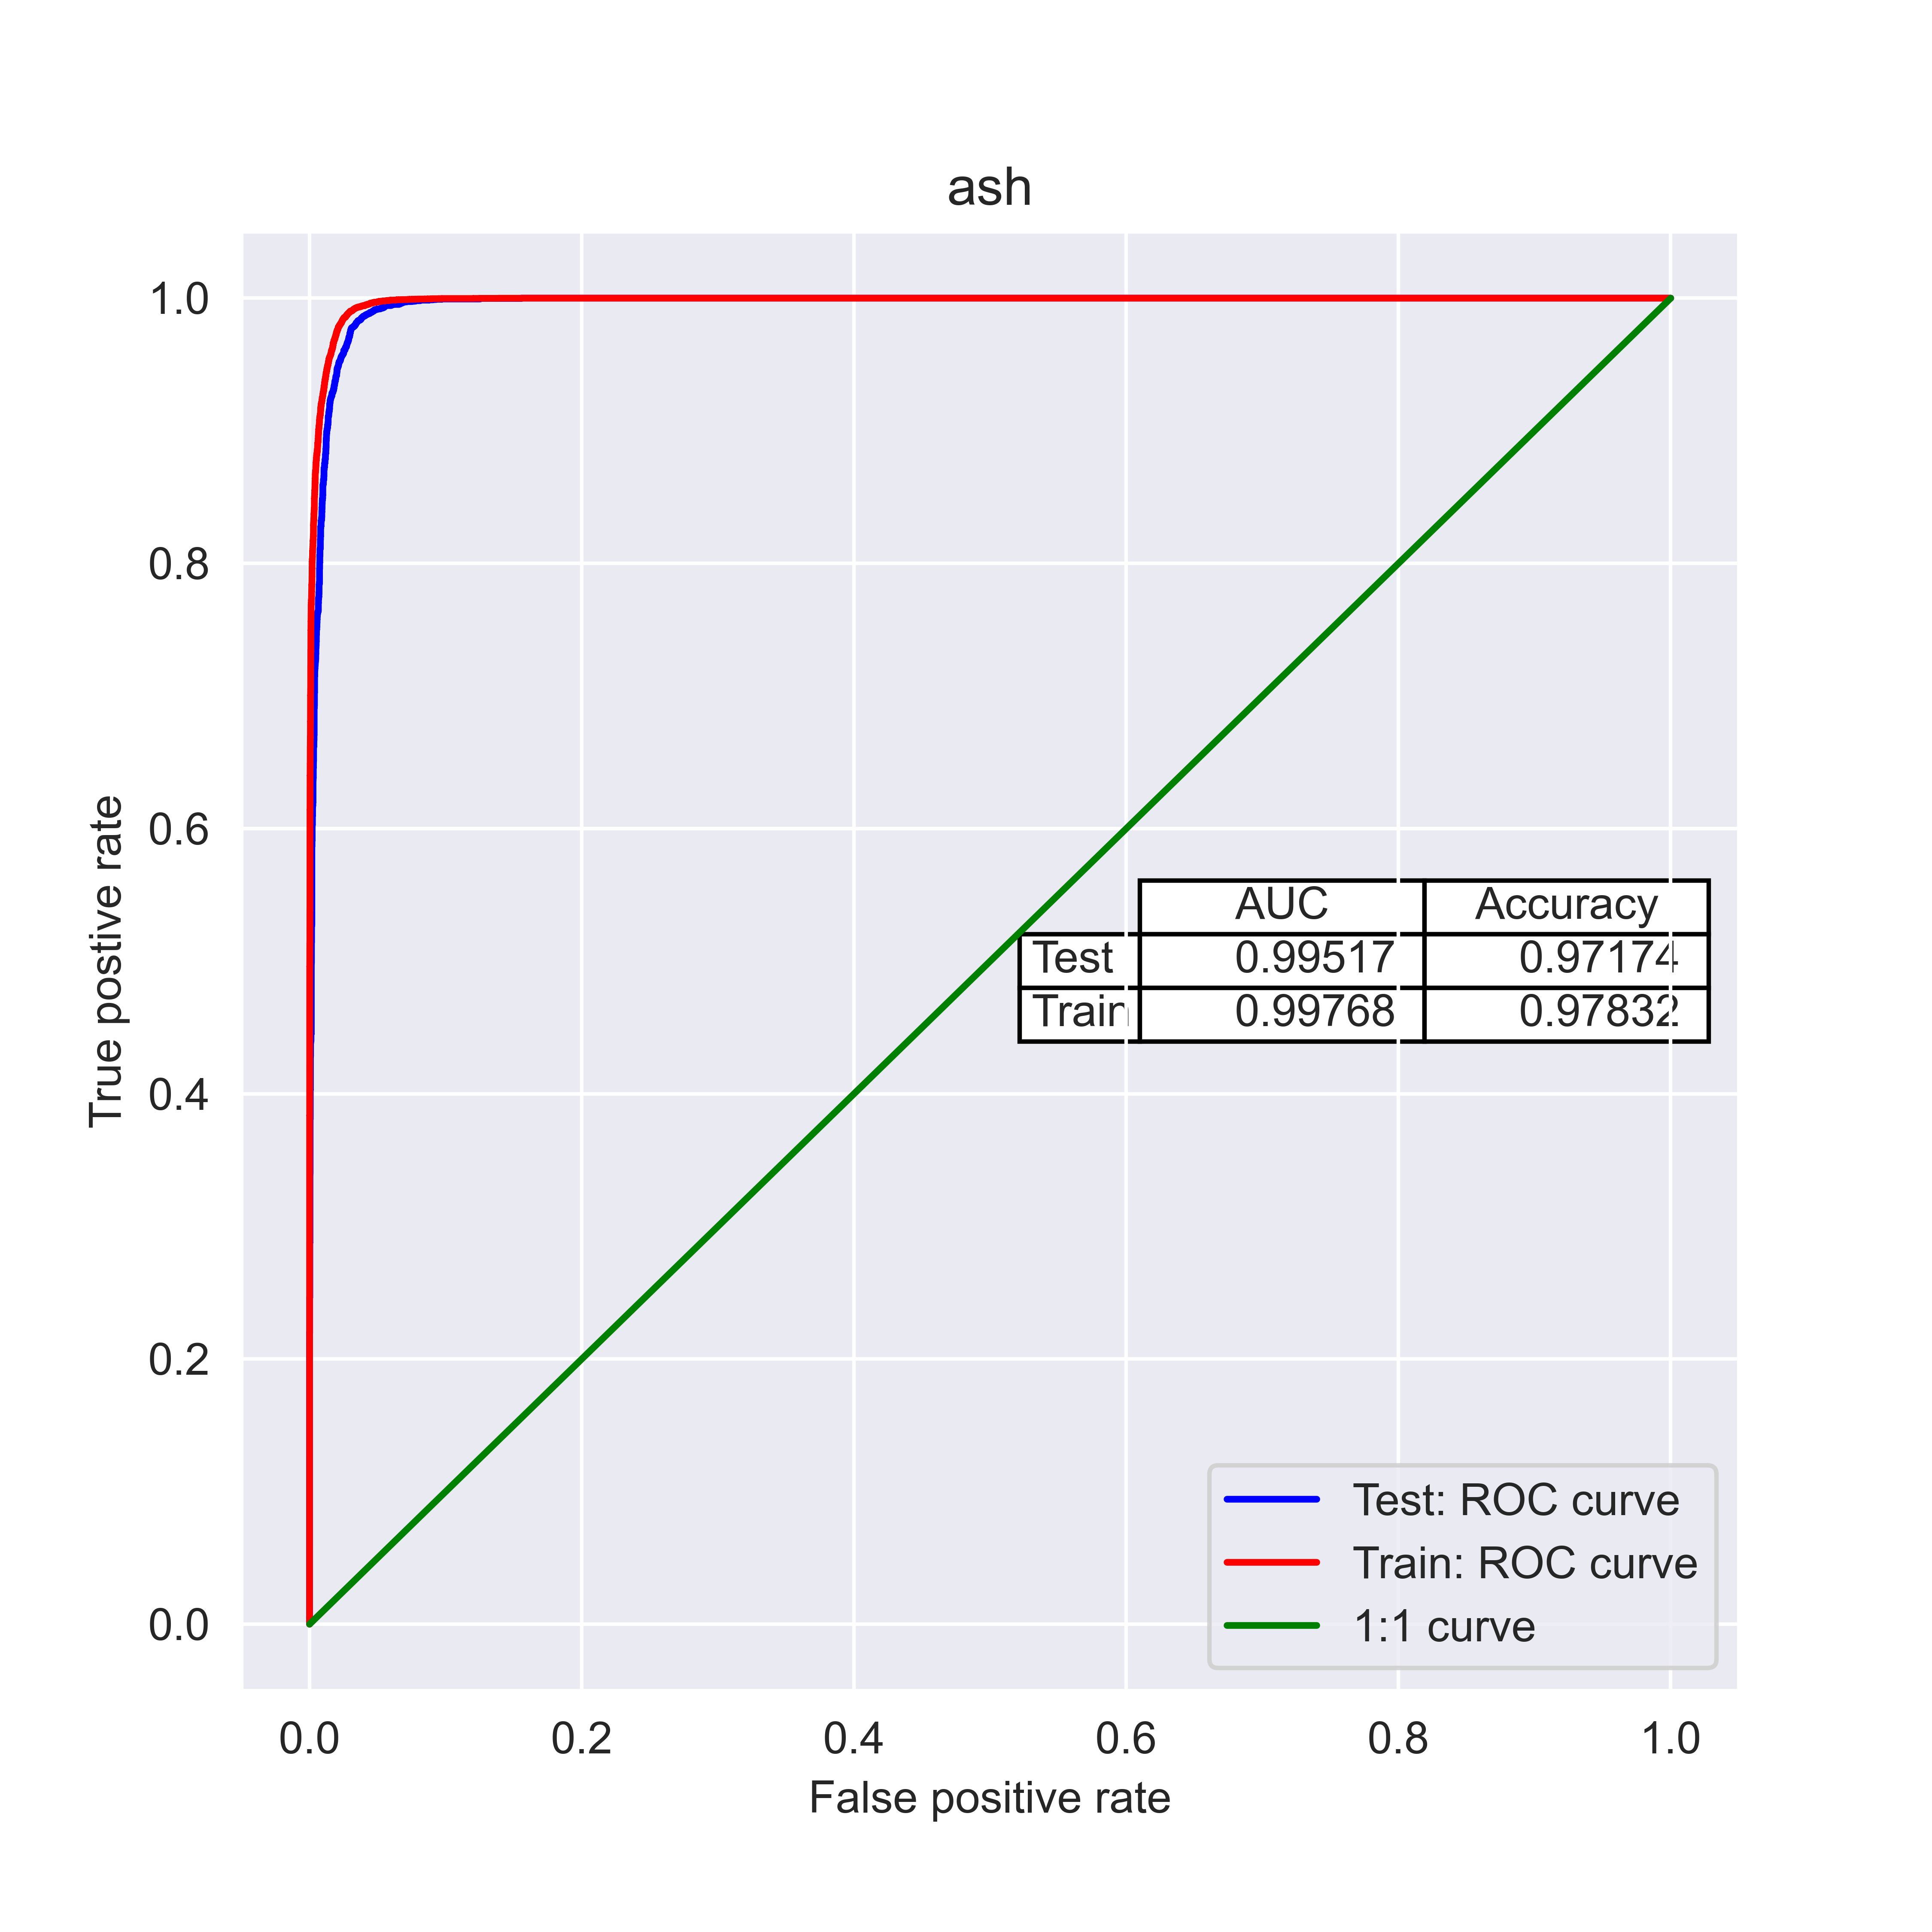 ash
True postive rate
1.0
0.8
0.6
0.4
0.2
0.0
AUC Accuracy
Test 0.99517 0.97174
Train 0.99768 0.97832
Test: ROC curve
Train: ROC curve
1:1 curve
0.0 0.2 0.4 0.6 0.8 1.0
False positive rate